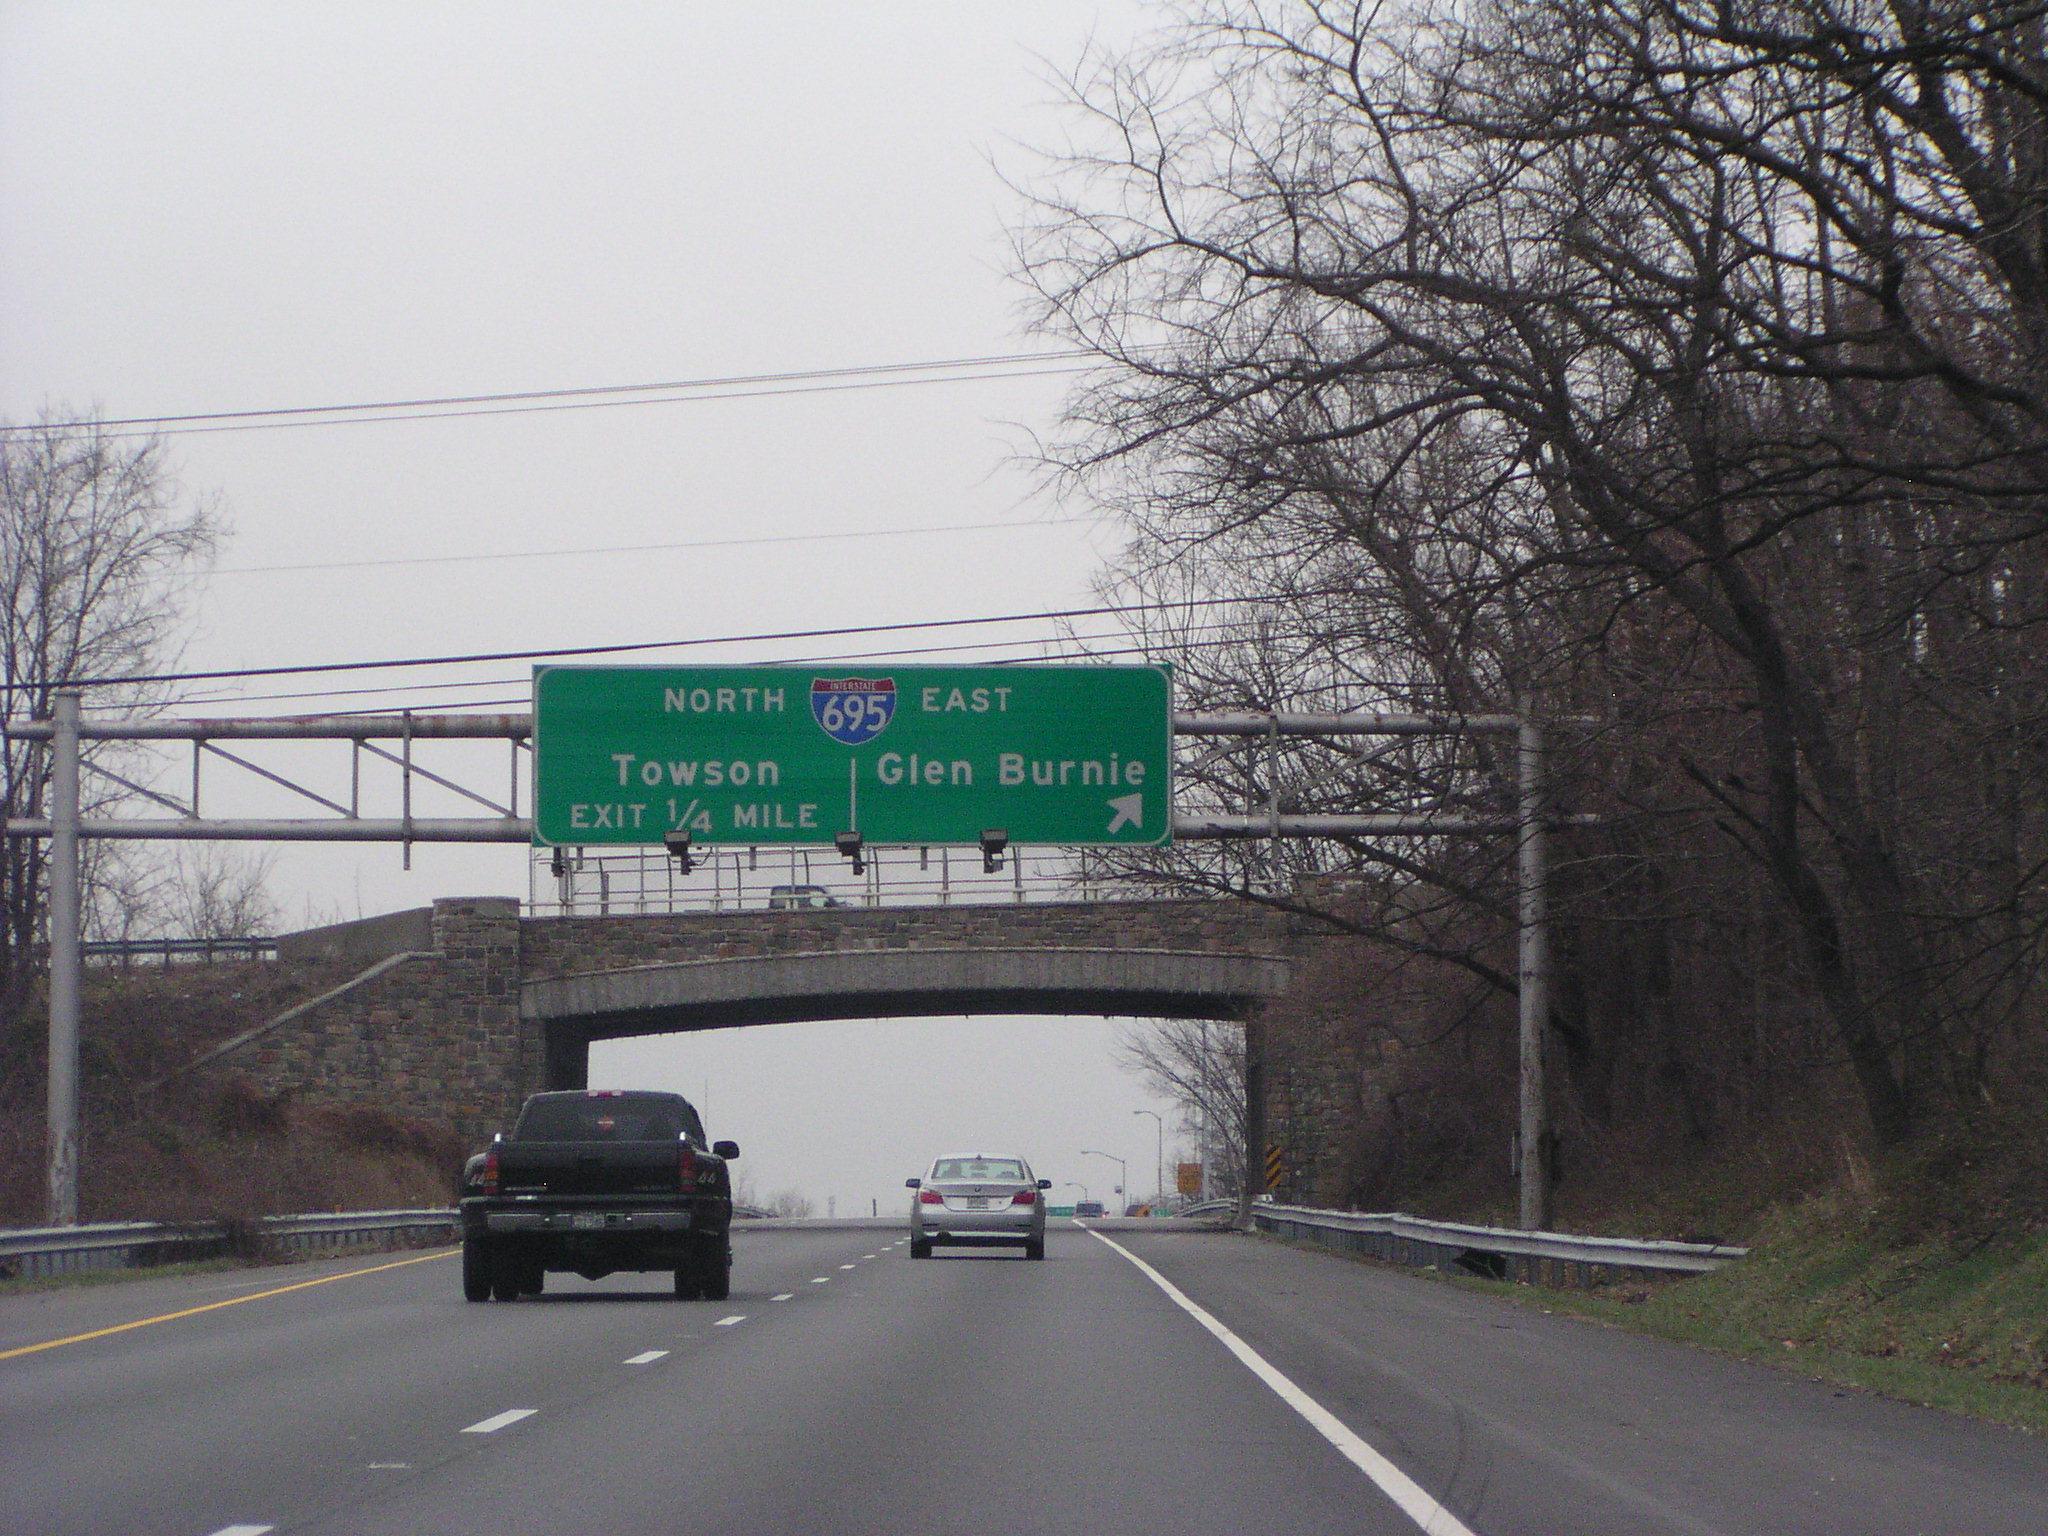 NORTH INTERSTATE 695 EAST
Towson Glen Burnie
EXIT 1/4 MILE